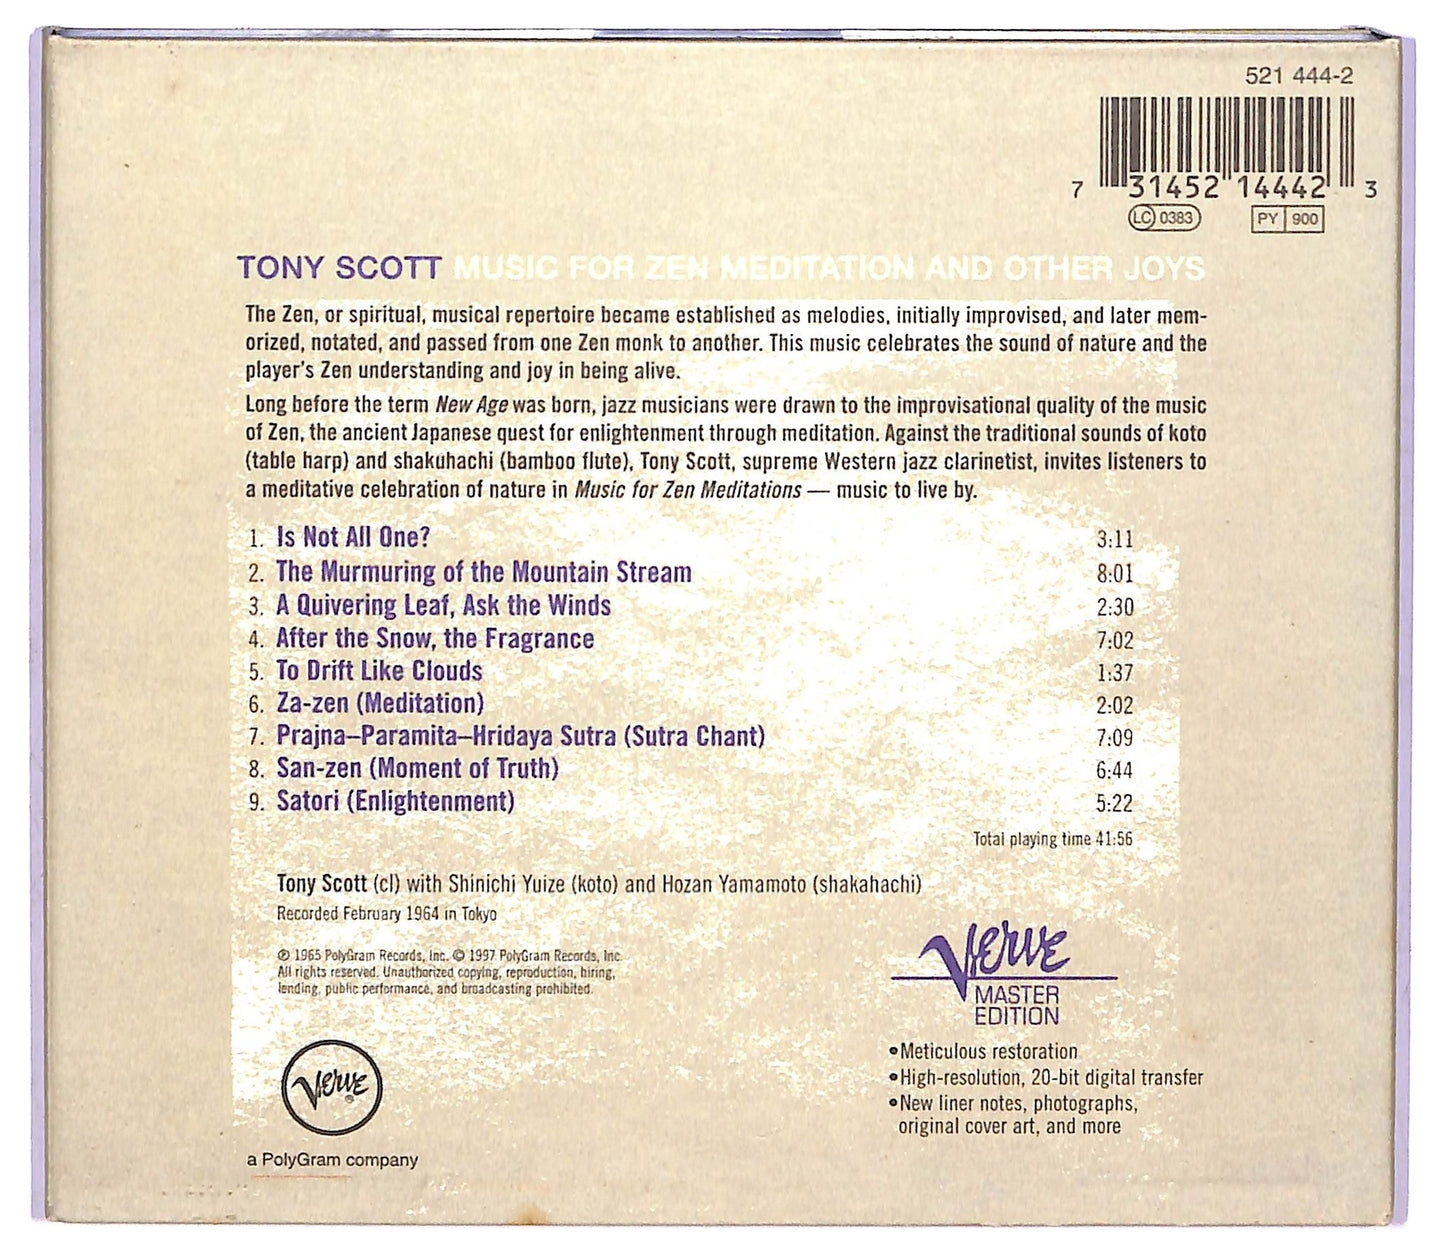 521 444-2
7 31452 14442 3
LC 0383 PY 900
TONY SCOTT MUSIC FOR ZEN MEDITATION AND OTHER JOYS
The Zen, or spiritual, musical repertoire became established as melodies, initially improvised, and later mem-
orized, notated, and passed from one Zen monk to another. This music celebrates the sound of nature and the
player's Zen understanding and joy in being alive.
Long before the term New Age was born, jazz musicians were drawn to the improvisational quality of the music
of Zen, the ancient Japanese quest for enlightenment through meditation. Against the traditional sounds of koto
(table harp) and shakuhachi (bamboo flute), Tony Scott, supreme Western jazz clarinetist, invites listeners to
a meditative celebration of nature in Music for Zen Meditations — music to live by.
1. Is Not All One? 3:11
2. The Murmuring of the Mountain Stream 8:01
3. A Quivering Leaf, Ask the Winds 2:30
4. After the Snow, the Fragrance 7:02
5. To Drift Like Clouds 1:37
6. Za-zen (Meditation) 2:02
7. Prajna–Paramita–Hridaya Sutra (Sutra Chant) 7:09
8. San-zen (Moment of Truth) 6:44
9. Satori (Enlightenment) 5:22
Total playing time 41:56
Tony Scott (cl) with Shinichi Yuize (koto) and Hozan Yamamoto (shakahachi)
Recorded February 1964 in Tokyo
℗ 1965 PolyGram Records, Inc. © 1997 PolyGram Records, Inc.
All rights reserved. Unauthorized copying, reproduction, hiring,
lending, public performance, and broadcasting prohibited.
Verve
MASTER
EDITION
•Meticulous restoration
•High-resolution, 20-bit digital transfer
•New liner notes, photographs,
original cover art, and more
Verve®
a PolyGram company